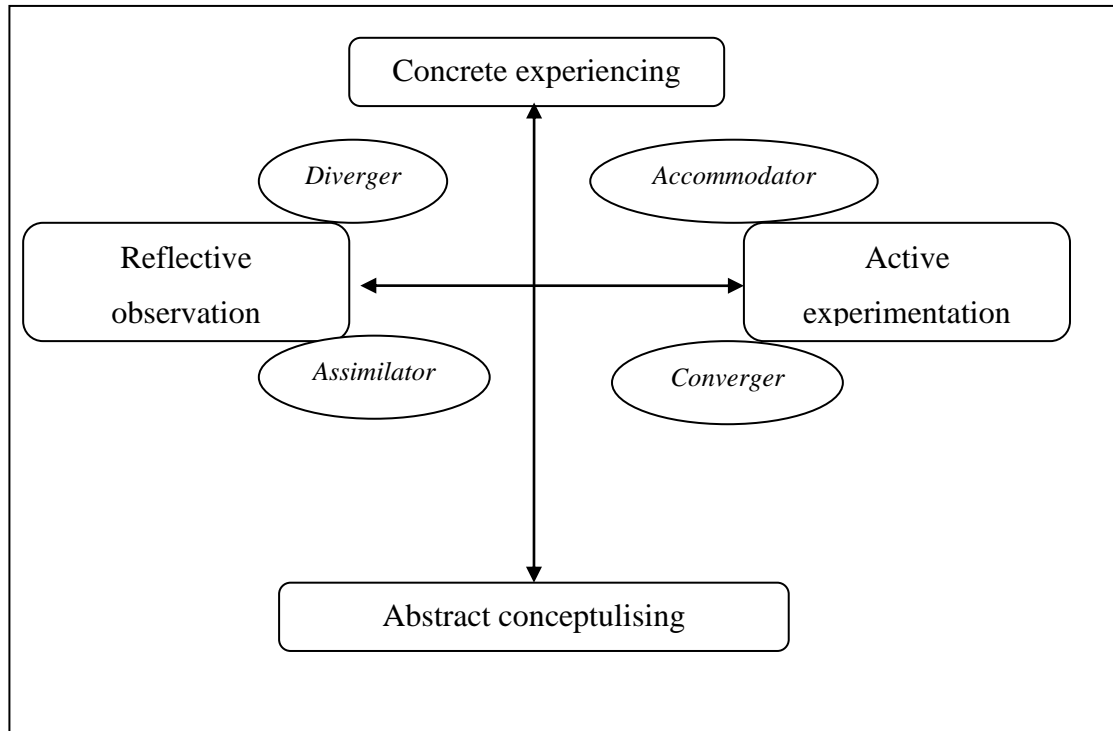 Concrete experiencing
Diverger
Accommodator
Reflective
observation
Active
experimentation
Assimilator
Converger
Abstract conceptulising